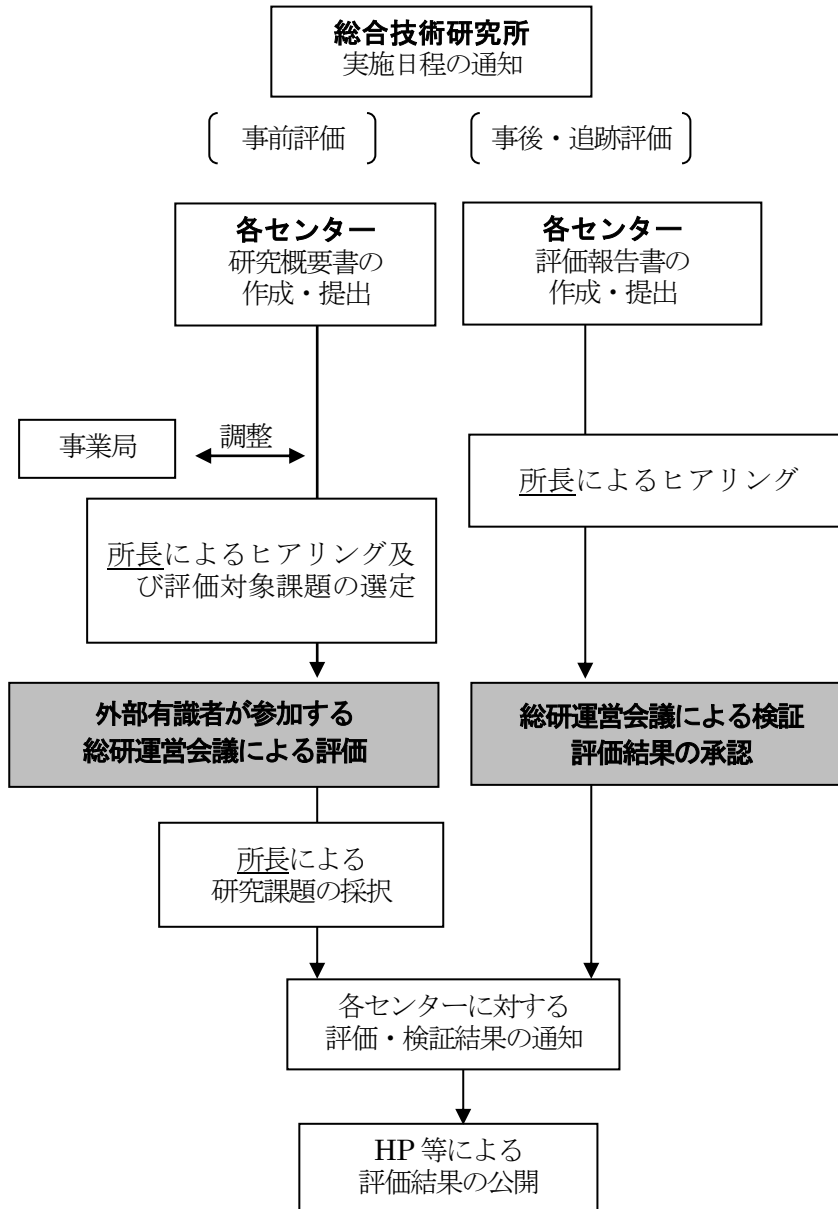 総合技術研究所
実施日程の通知
事前評価
事後・追跡評価
各センター
研究概要書の
作成・提出
各センター
評価報告書の
作成・提出
事業局
調整
所長によるヒアリング
所長によるヒアリング及
び評価対象課題の選定
外部有識者が参加する
総研運営会議による評価
総研運営会議による検証
評価結果の承認
所長による
研究課題の採択
各センターに対する
評価・検証結果の通知
HP 等による
評価結果の公開